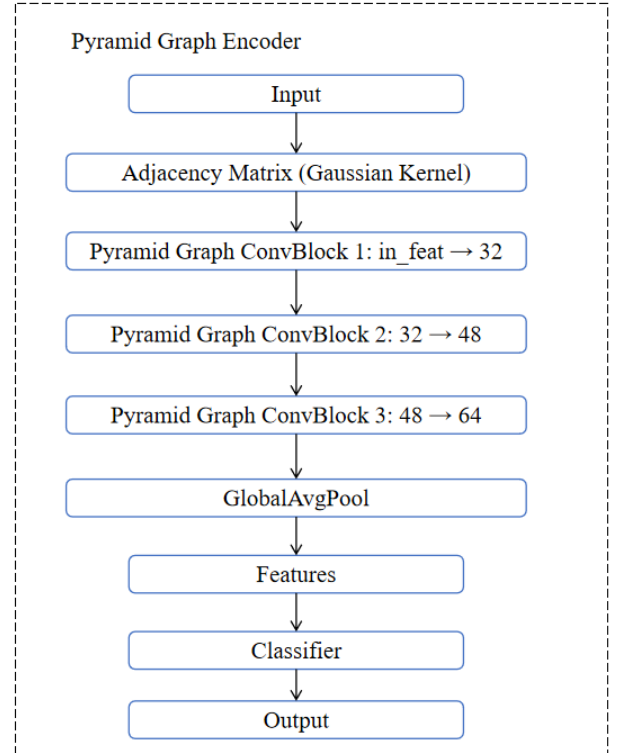 Pyramid Graph Encoder
Input
Adjacency Matrix (Gaussian Kernel)
Pyramid Graph ConvBlock 1: in_feat → 32
Pyramid Graph ConvBlock 2: 32 → 48
Pyramid Graph ConvBlock 3: 48 → 64
GlobalAvgPool
Features
Classifier
Output